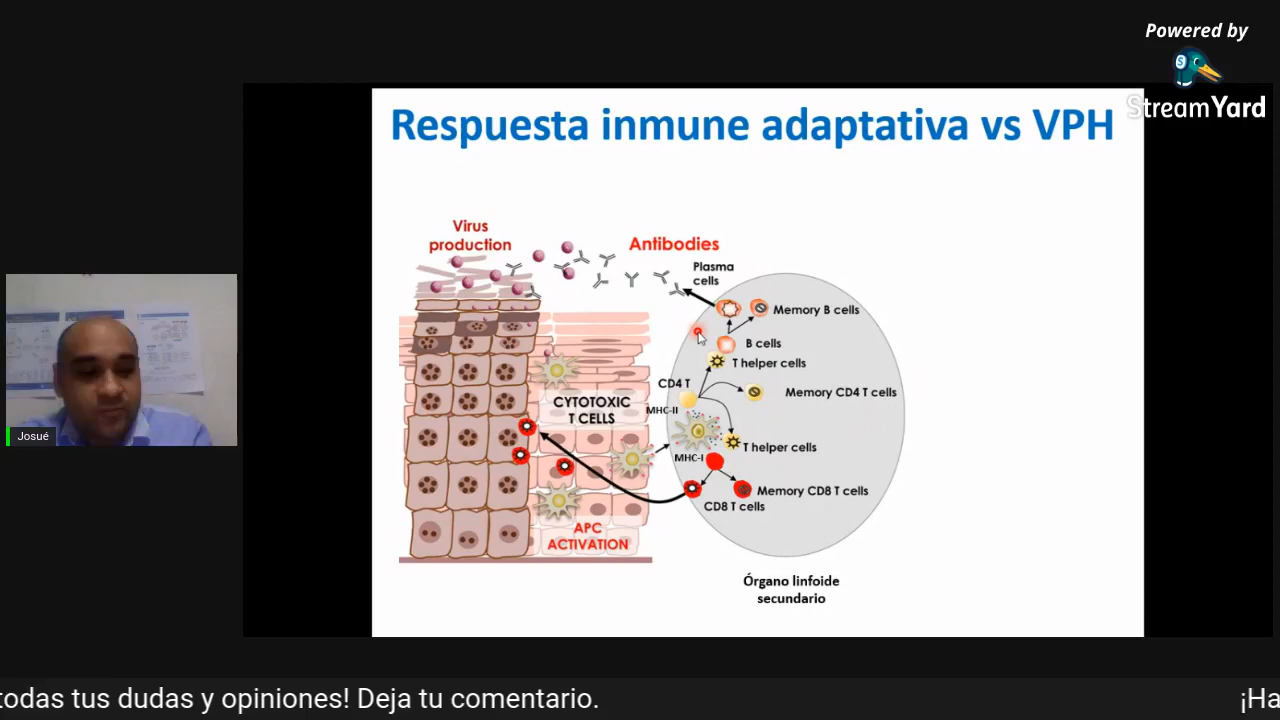 Powered by
StreamYard
Respuesta inmune adaptativa vs VPH
Virus
production
Antibodies
Plasma
cells
Memory B cells
B cells
T helper cells
CD4 T
Memory CD4 T cells
CYTOTOXIC
T CELLS
MHC-II
T helper cells
MHC-I
Memory CD8 T cells
CD8 T cells
APC
ACTIVATION
Órgano linfoide
secundario
Josué
todas tus dudas y opiniones! Deja tu comentario.
¡Ha